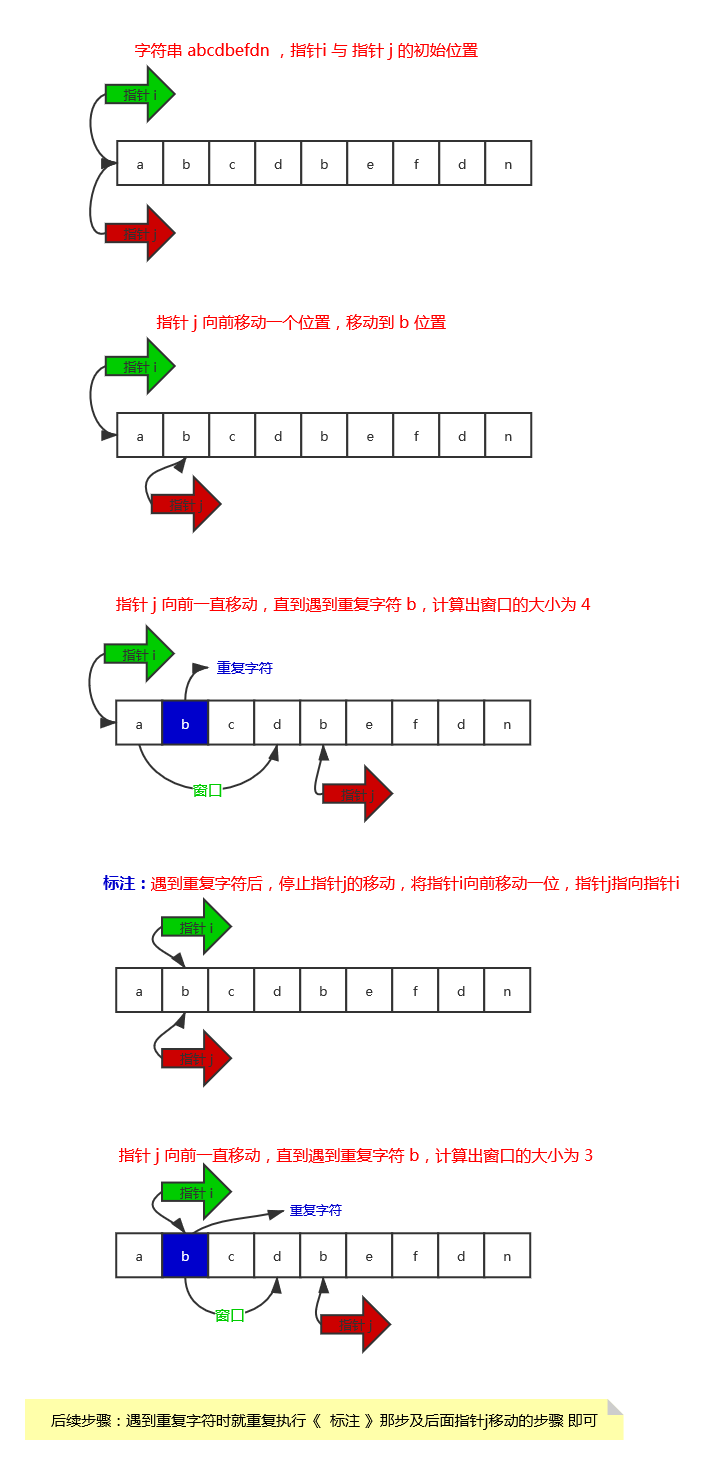 字符串 abcdbefdn ，指针i 与 指针 j 的初始位置
指针 i
a b c d b e f d n
指针 j
指针 j 向前移动一个位置，移动到 b 位置
指针 i
a b c d b e f d n
指针 j
指针 j 向前一直移动，直到遇到重复字符 b，计算出窗口的大小为 4
指针 i
重复字符
a b c d b e f d n
窗口
指针 j
标注：遇到重复字符后，停止指针j的移动，将指针i向前移动一位，指针j指向指针i
指针 i
a b c d b e f d n
指针 j
指针 j 向前一直移动，直到遇到重复字符 b，计算出窗口的大小为 3
指针 i
重复字符
a b c d b e f d n
窗口
指针 j
后续步骤：遇到重复字符时就重复执行《 标注 》那步及后面指针j移动的步骤 即可